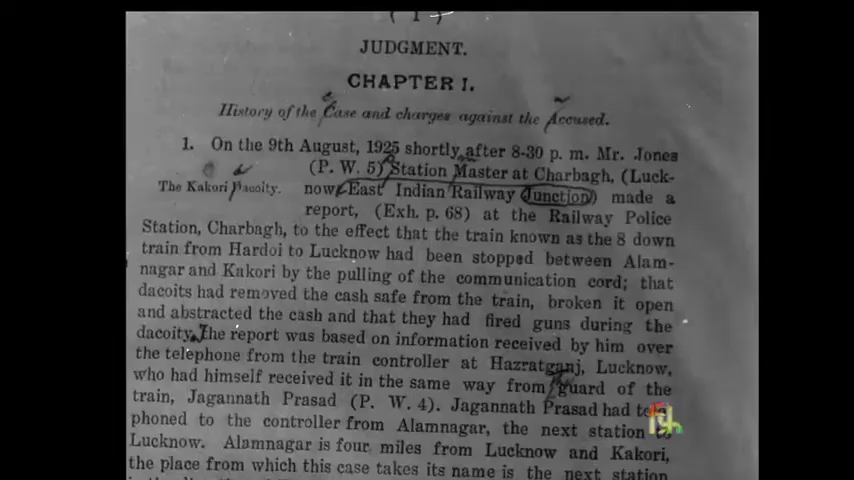 ( 1 )
JUDGMENT.
CHAPTER I.
History of the Case and charges against the Accused.
1. On the 9th August, 1925 shortly after 8-30 p. m. Mr. Jones
(P. W. 5) Station Master at Charbagh, (Luck-
The Kakori Dacoity. now East Indian Railway Junction) made a
report, (Exh. p. 68) at the Railway Police
Station, Charbagh, to the effect that the train known as the 8 down
train from Hardoi to Lucknow had been stopped between Alam-
nagar and Kakori by the pulling of the communication cord; that
dacoits had removed the cash safe from the train, broken it open
and abstracted the cash and that they had fired guns during the
dacoity. The report was based on information received by him over
the telephone from the train controller at Hazratganj, Lucknow,
who had himself received it in the same way from guard of the
train, Jagannath Prasad (P. W. 4). Jagannath Prasad had tele
phoned to the controller from Alamnagar, the next station to
Lucknow. Alamnagar is four miles from Lucknow and Kakori,
the place from which this case takes its name is the next station